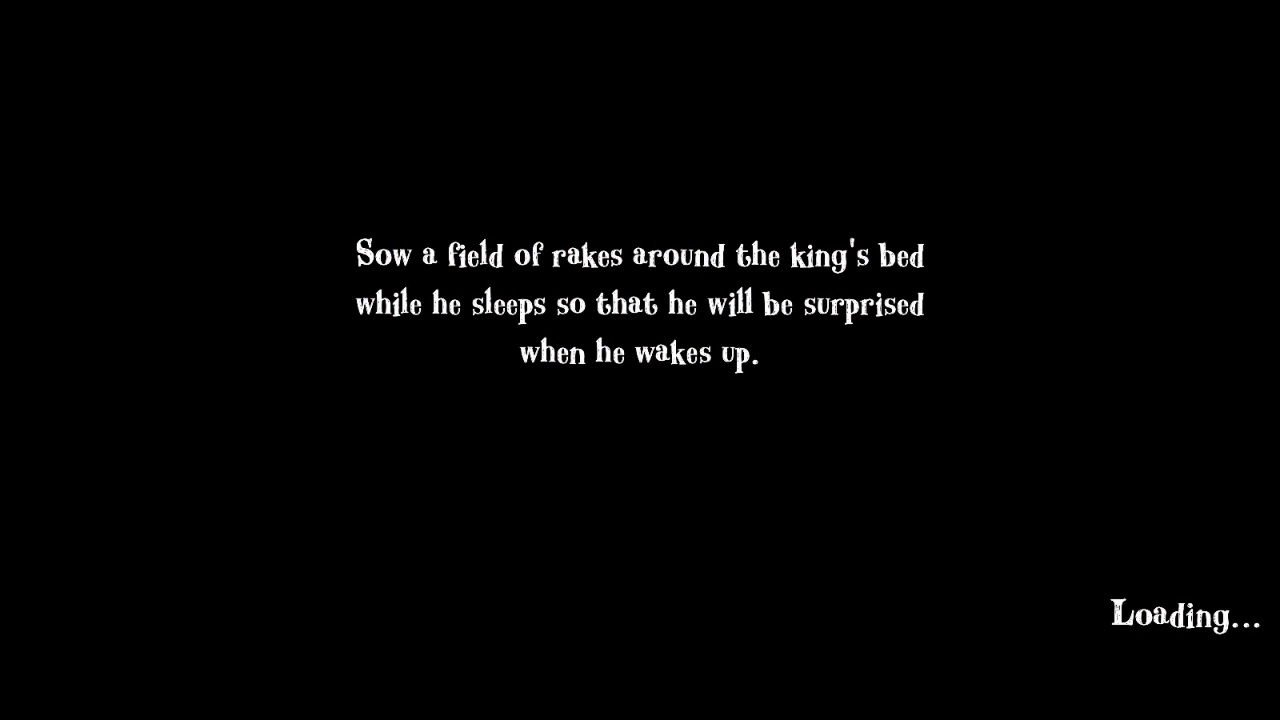 Sow a field of rakes around the king's bed
while he sleeps so that he will be surprised
when he wakes up.
Loading...